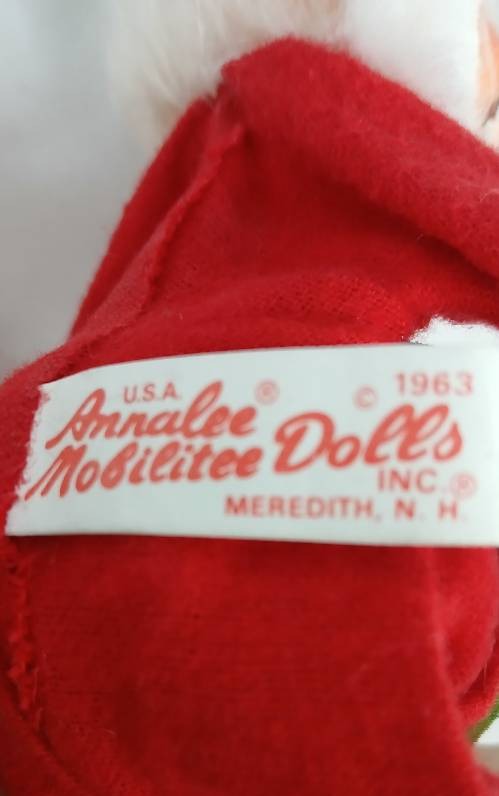 U.S.A. ® © 1963
Annalee Dolls
Mobilitee
INC.®
MEREDITH, N. H.